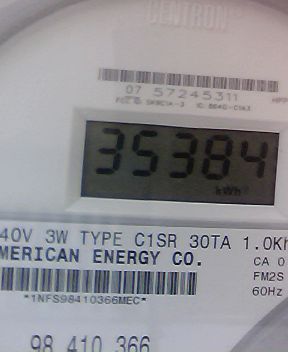 CENTRON
07 57245311
35384
kWh
40V 3W TYPE C1SR 30TA 1.0Kh
MERICAN ENERGY CO.
CA 0
FM2S
60Hz
*1NFS98410366MEC*
98 410 366